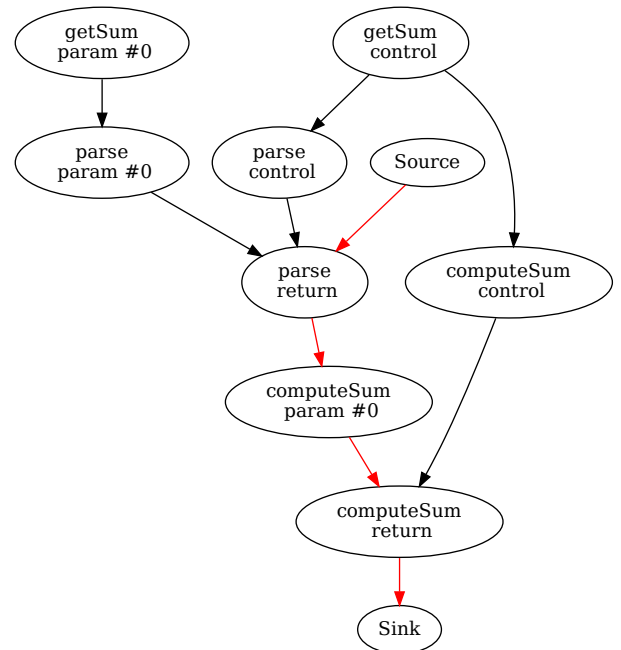 getSum
param #0
getSum
control
parse
param #0
parse
control
Source
parse
return
computeSum
control
computeSum
param #0
computeSum
return
Sink